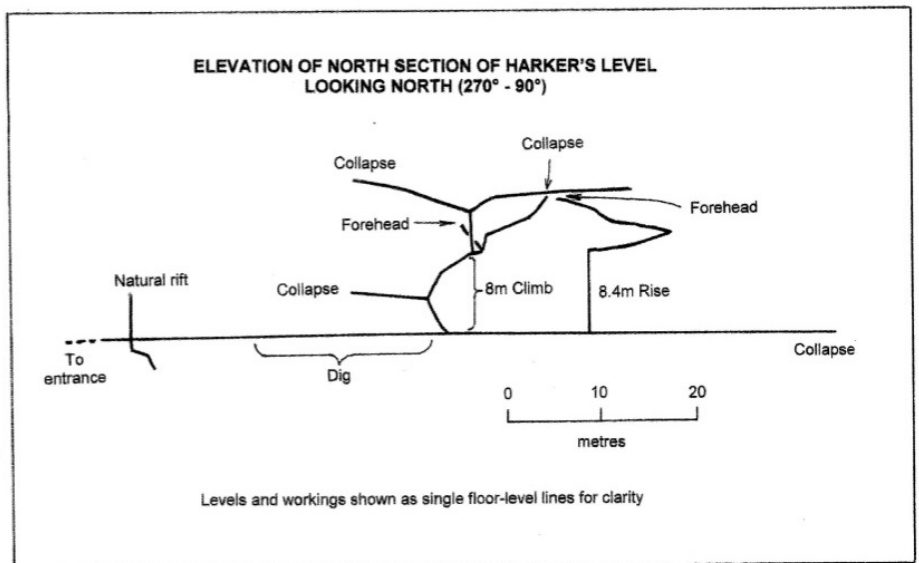 ELEVATION OF NORTH SECTION OF HARKER'S LEVEL
LOOKING NORTH (270° - 90°)
Collapse
Collapse
Forehead
Forehead
Natural rift
Collapse
8m Climb
8.4m Rise
To
entrance
Dig
Collapse
0 10 20
metres
Levels and workings shown as single floor-level lines for clarity